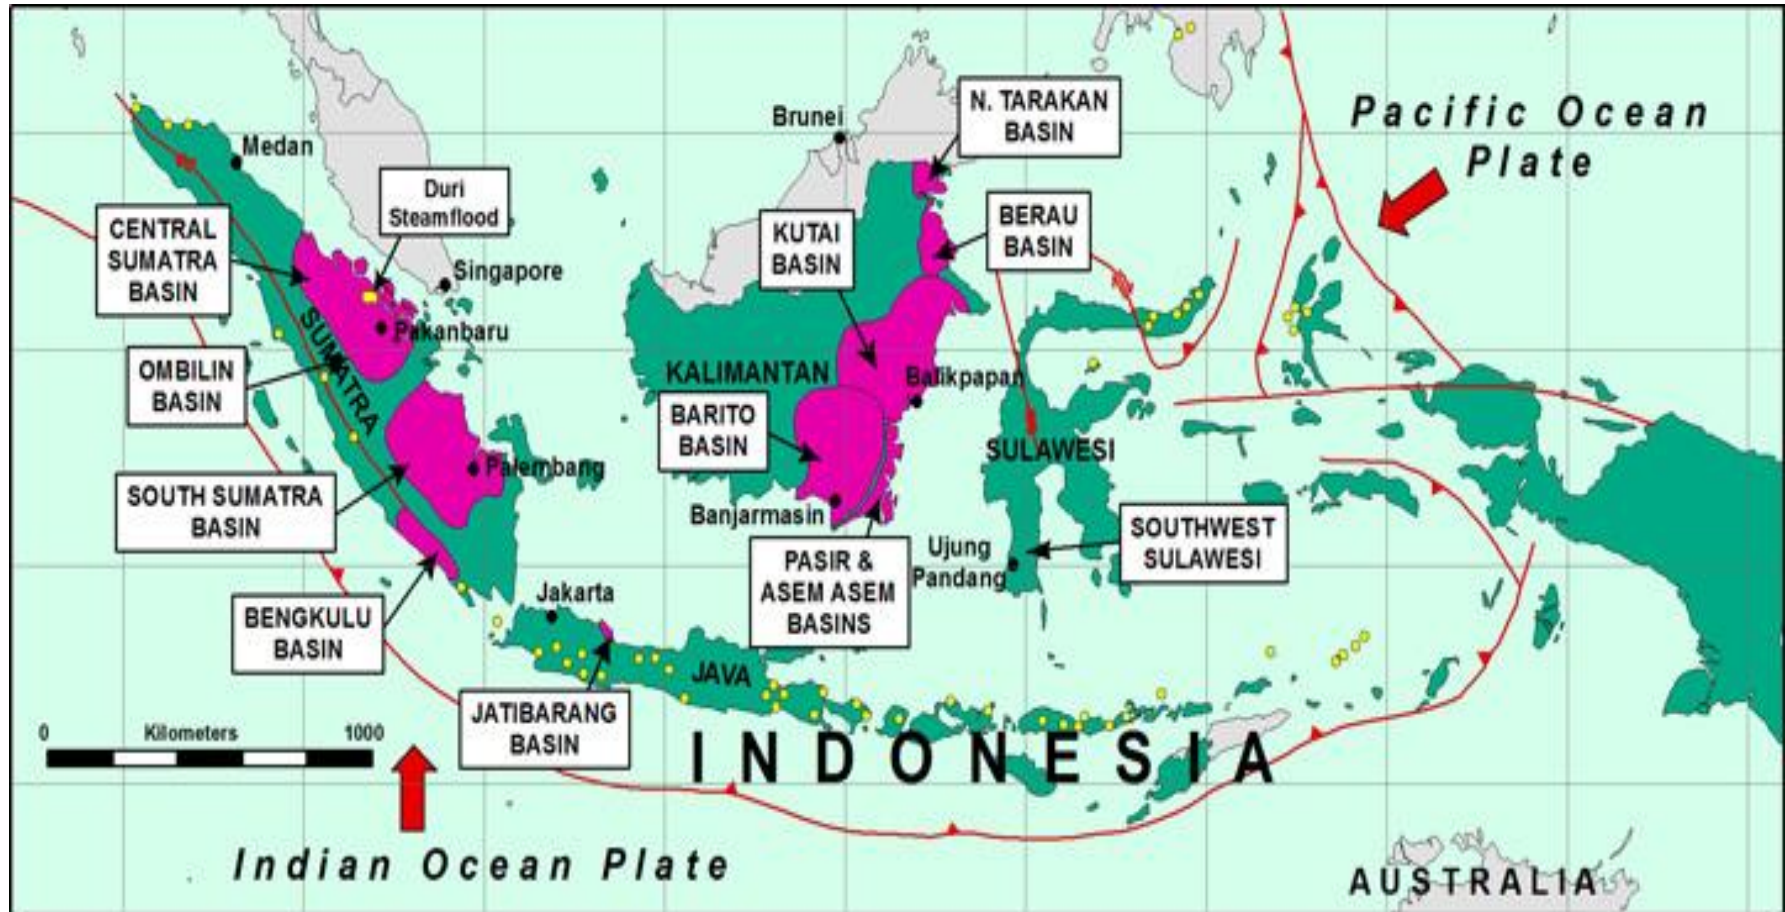 Pacific Ocean
Plate
N. TARAKAN
BASIN
Brunei
Medan
Duri
Steamflood
CENTRAL
SUMATRA
BASIN
KUTAI
BASIN
BERAU
BASIN
Singapore
Pakanbaru
SUMATRA
OMBILIN
BASIN
KALIMANTAN
Balikpapan
BARITO
BASIN
SULAWESI
Palembang
SOUTH SUMATRA
BASIN
Banjarmasin
SOUTHWEST
SULAWESI
Ujung
Pandang
PASIR &
ASEM ASEM
BASINS
Jakarta
BENGKULU
BASIN
JAVA
JATIBARANG
BASIN
0 Kilometers 1000
INDONESIA
Indian Ocean Plate
AUSTRALIA